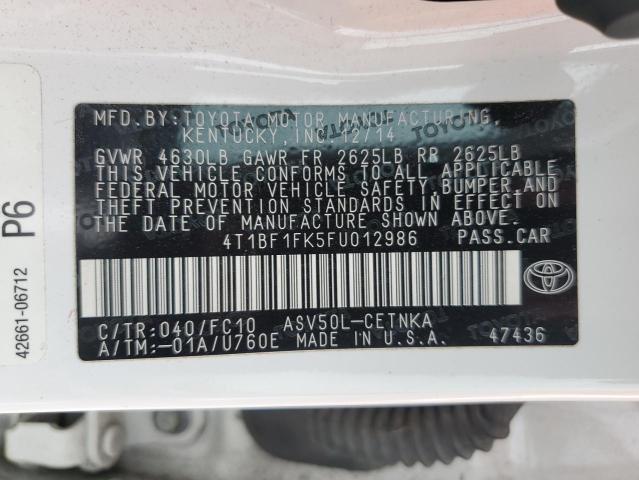 MFD. BY: TOYOTA MOTOR MANUFACTURING,
KENTUCKY, INC. 12/14
GVWR 4630LB GAWR FR 2625LB RR 2625LB
THIS VEHICLE CONFORMS TO ALL APPLICABLE
FEDERAL MOTOR VEHICLE SAFETY, BUMPER, AND
THEFT PREVENTION STANDARDS IN EFFECT ON
THE DATE OF MANUFACTURE SHOWN ABOVE.
4T1BF1FK5FU012986 PASS.CAR
C/TR:040/FC10 ASV50L-CETNKA
A/TM:-01A/U760E MADE IN U.S.A. 47436
P6
42661-06712
TOYOTA